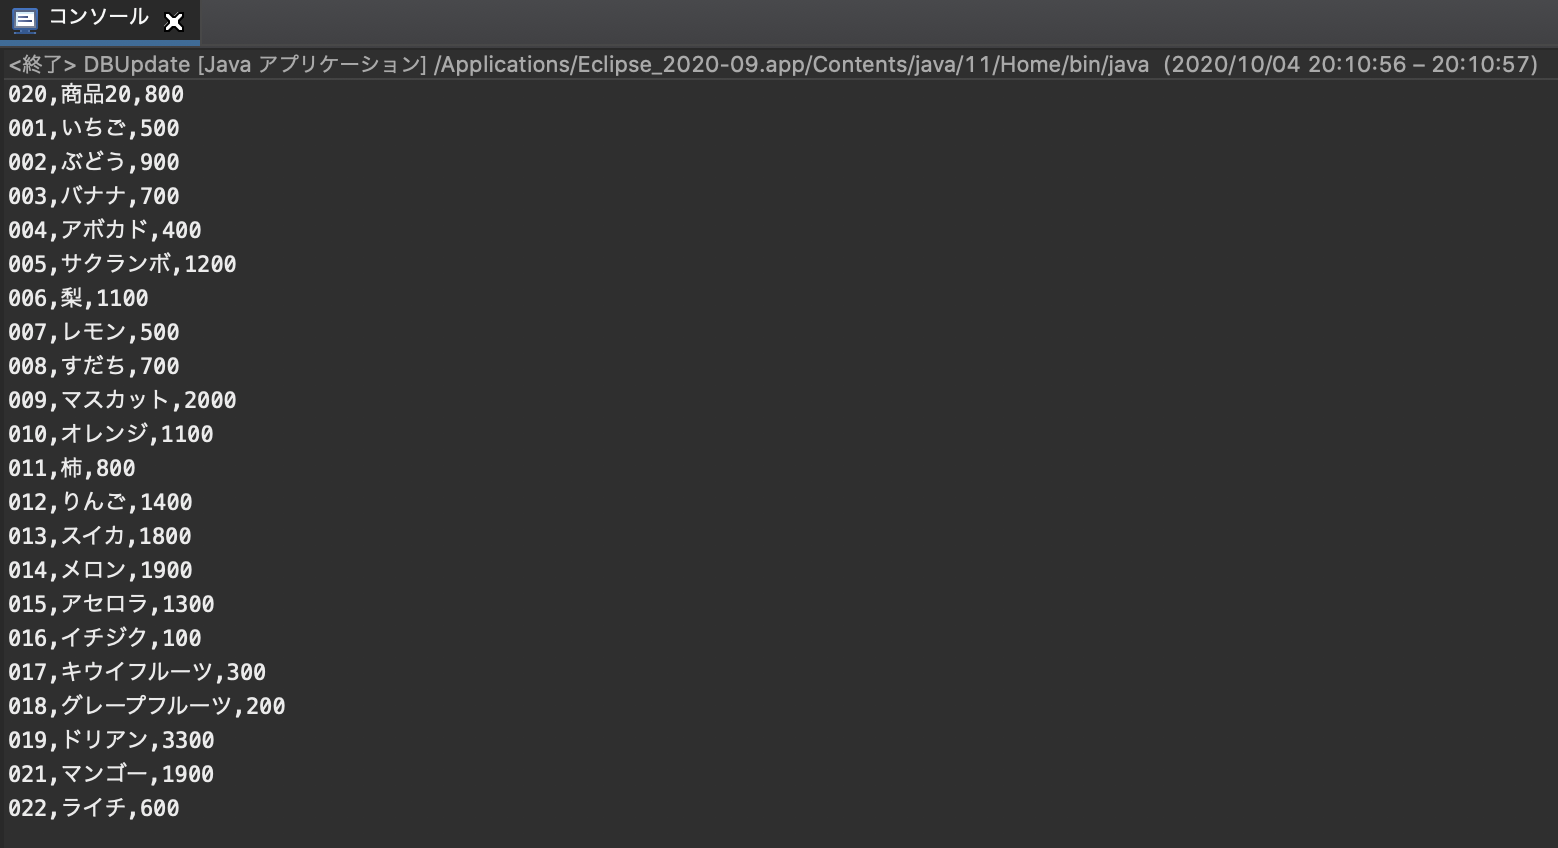 コンソール
<終了> DBUpdate [Java アプリケーション] /Applications/Eclipse_2020-09.app/Contents/java/11/Home/bin/java  (2020/10/04 20:10:56 – 20:10:57)
020,商品20,800
001,いちご,500
002,ぶどう,900
003,バナナ,700
004,アボカド,400
005,サクランボ,1200
006,梨,1100
007,レモン,500
008,すだち,700
009,マスカット,2000
010,オレンジ,1100
011,柿,800
012,りんご,1400
013,スイカ,1800
014,メロン,1900
015,アセロラ,1300
016,イチジク,100
017,キウイフルーツ,300
018,グレープフルーツ,200
019,ドリアン,3300
021,マンゴー,1900
022,ライチ,600